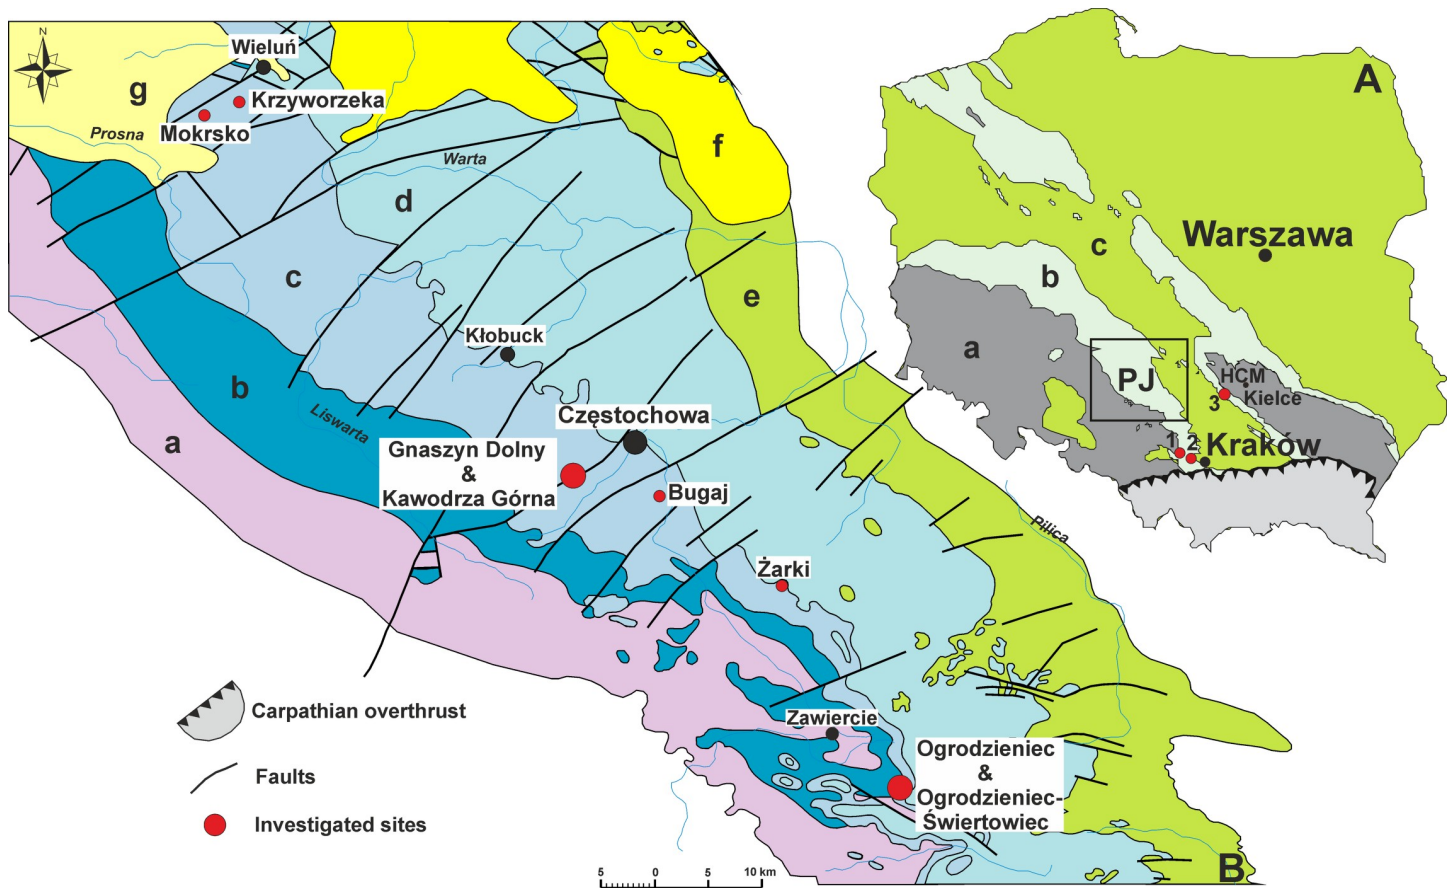 N
Wieluń
g
Krzyworzeka
Mokrsko
Prosna
Warta
f
d
c
e
Kłobuck
b
Liswarta
a
Częstochowa
Gnaszyn Dolny
&
Kawodrza Górna
Bugaj
Pilica
Żarki
Zawiercie
Ogrodzieniec
&
Ogrodzieniec-
Świertowiec
B
Carpathian overthrust
Faults
Investigated sites
5 0 5 10 km
A
Warszawa
c
b
a
PJ
HCM
Kielce
3
1
2
Kraków